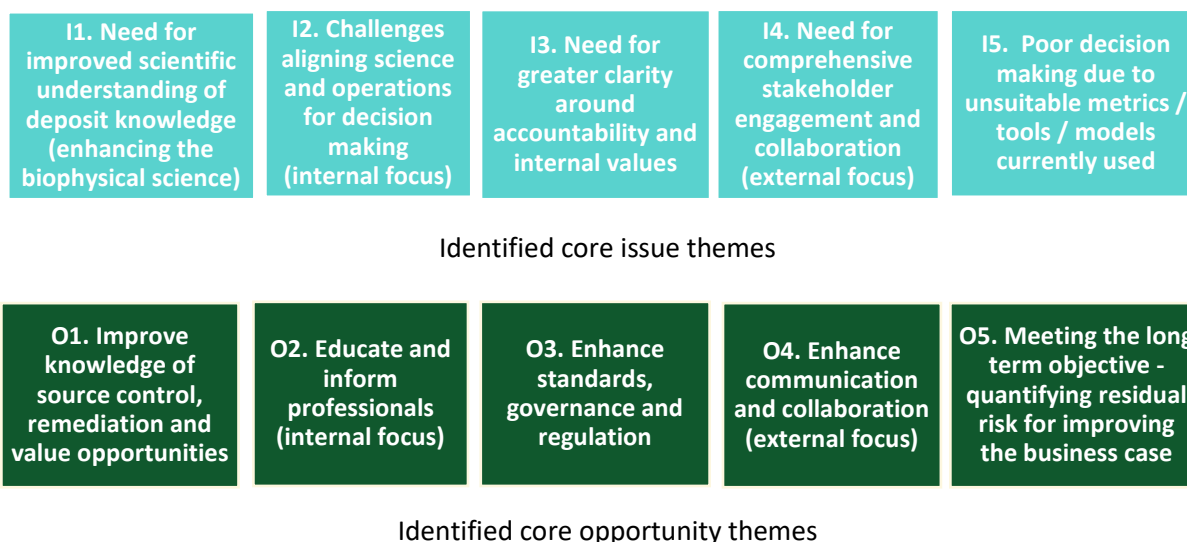 I1. Need for
improved scientific
understanding of
deposit knowledge
(enhancing the
biophysical science)
I2. Challenges
aligning science
and operations
for decision
making
(internal focus)
I3. Need for
greater clarity
around
accountability and
internal values
I4. Need for
comprehensive
stakeholder
engagement and
collaboration
(external focus)
I5. Poor decision
making due to
unsuitable metrics /
tools / models
currently used
Identified core issue themes
O1. Improve
knowledge of
source control,
remediation and
value opportunities
O2. Educate and
inform
professionals
(internal focus)
O3. Enhance
standards,
governance and
regulation
O4. Enhance
communication
and collaboration
(external focus)
O5. Meeting the long
term objective -
quantifying residual
risk for improving
the business case
Identified core opportunity themes